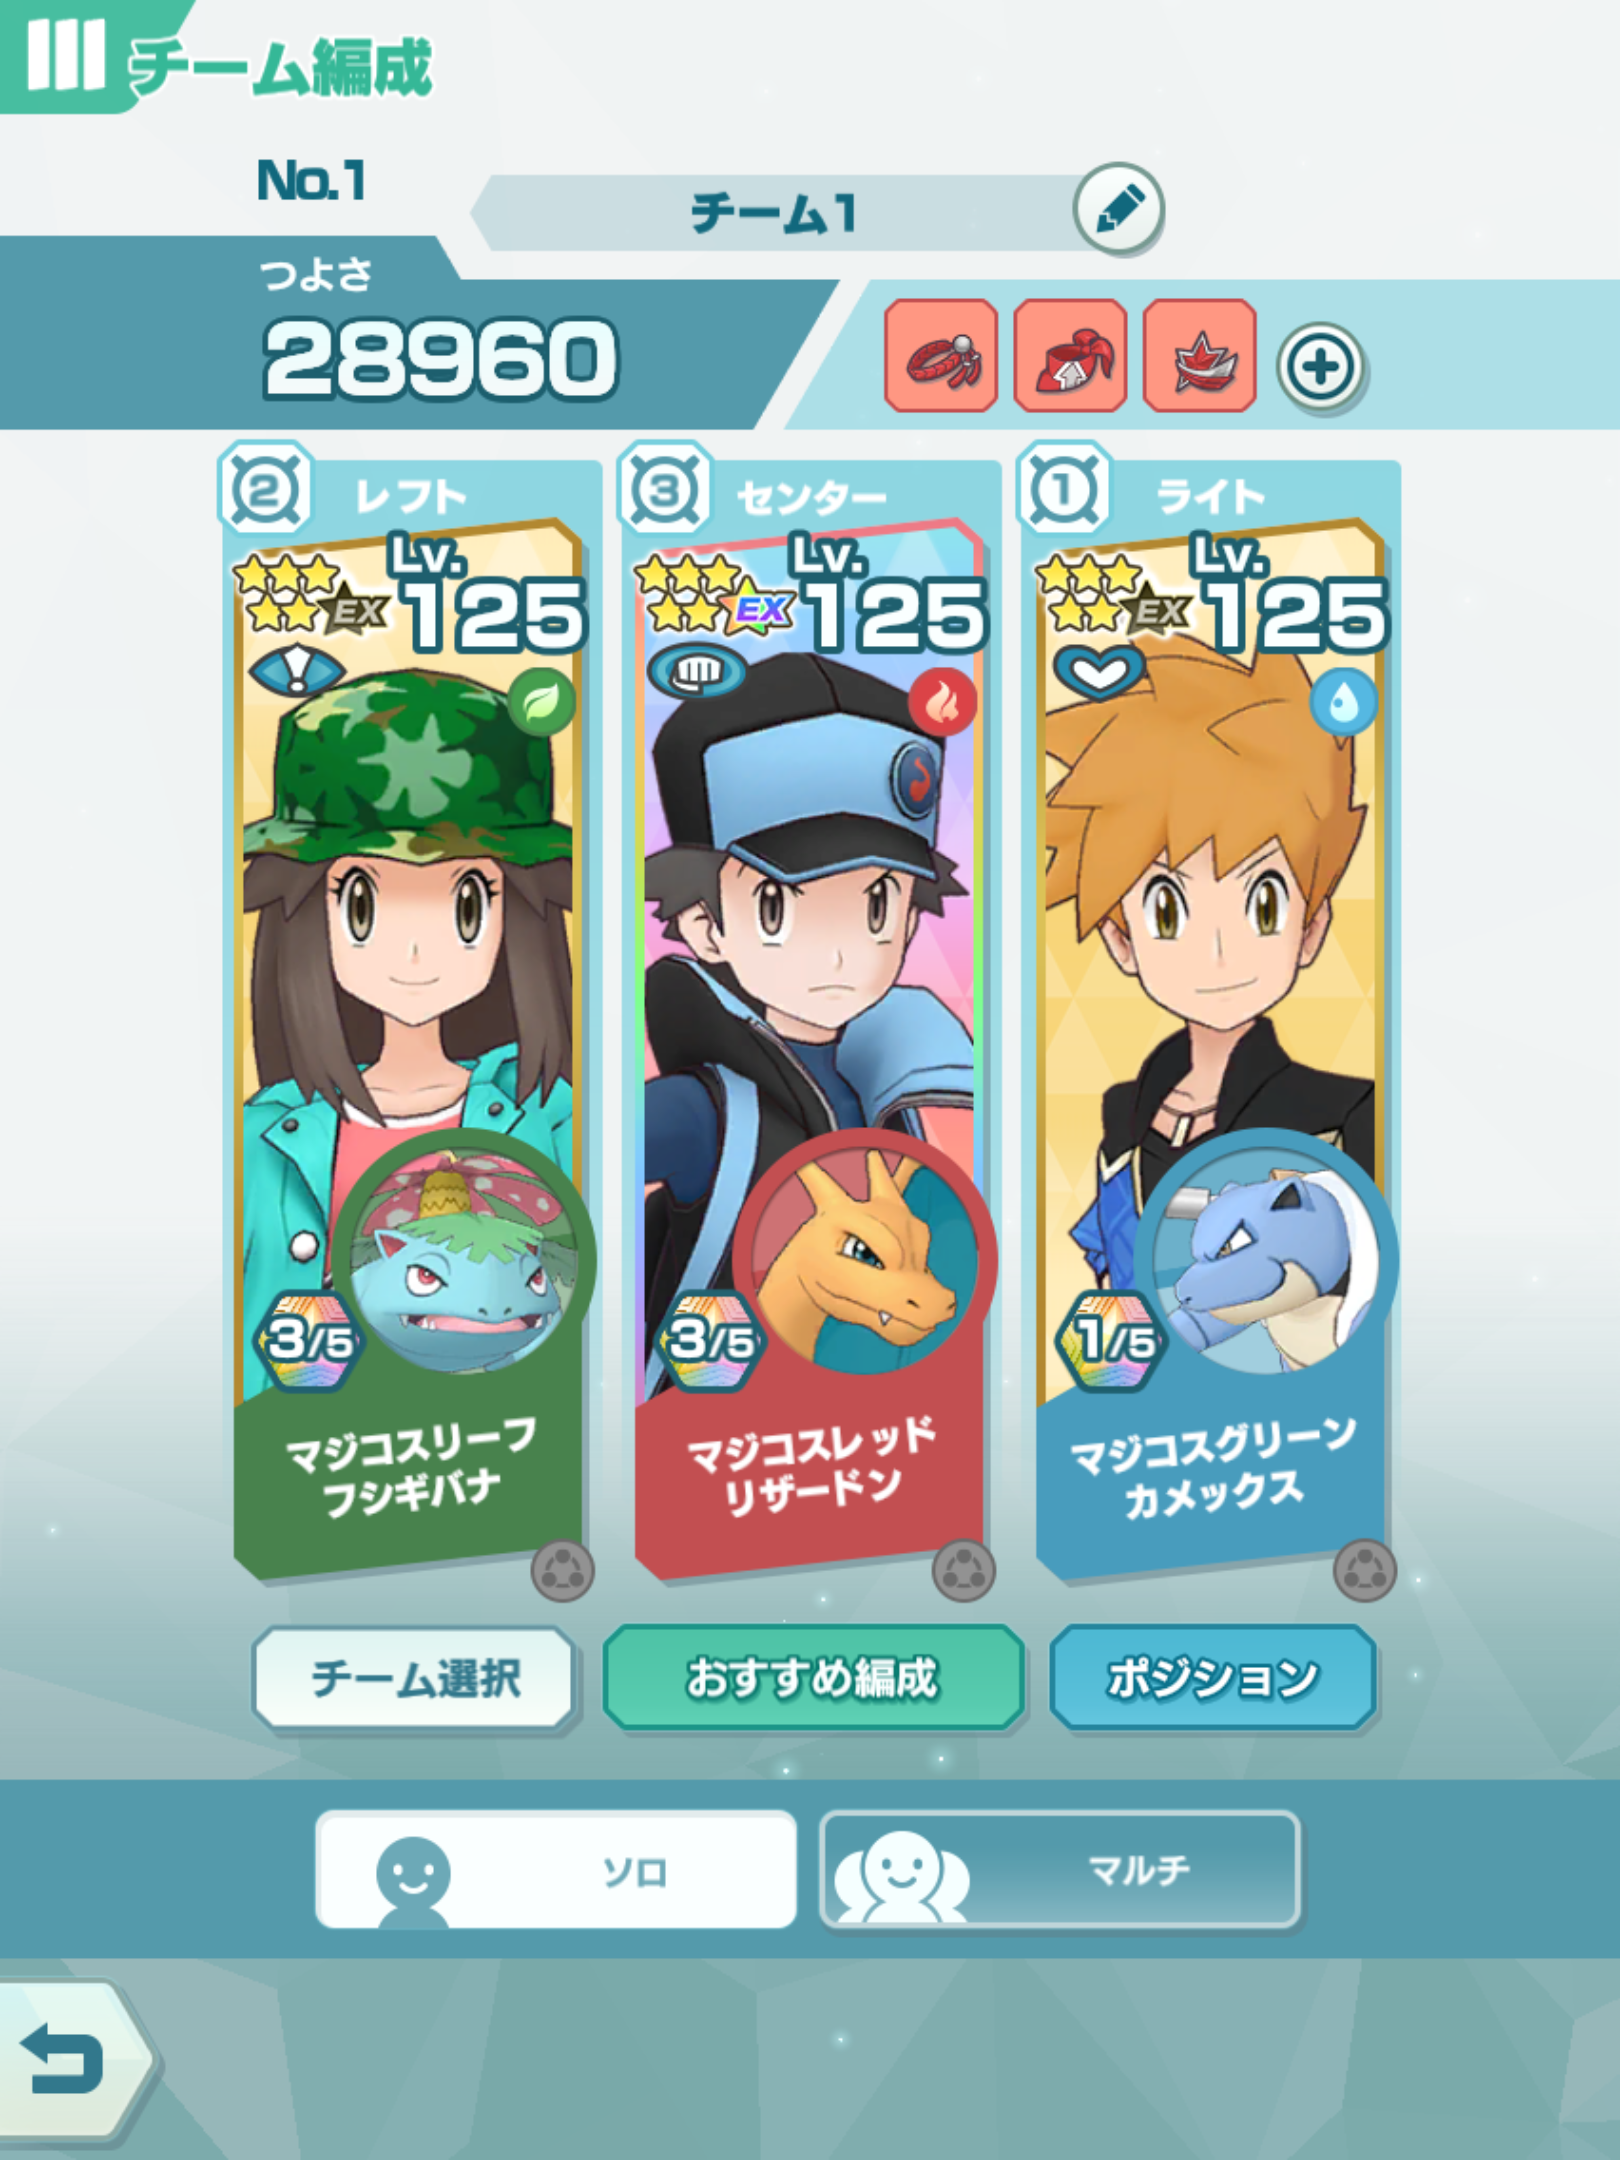 チーム編成
No.1
チーム1
つよさ
28960
2 レフト
Lv.
125
EX
3/5
マジコスリーフ
フシギバナ
3 センター
Lv.
125
EX
3/5
マジコスレッド
リザードン
1 ライト
Lv.
125
EX
1/5
マジコスグリーン
カメックス
チーム選択
おすすめ編成
ポジション
ソロ
マルチ